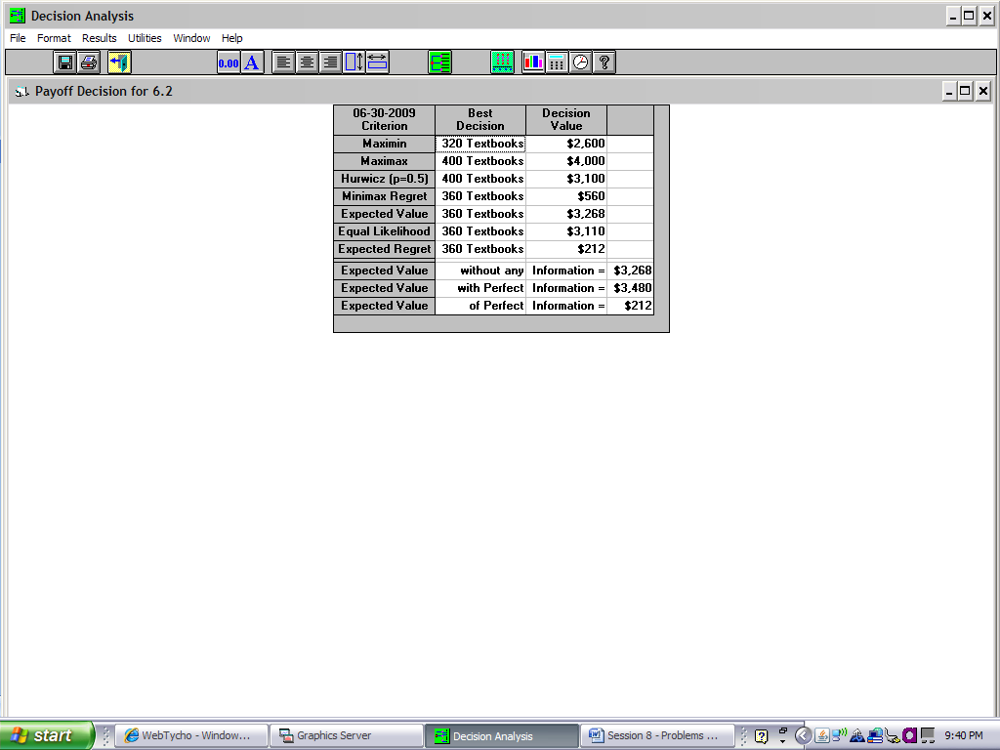 Decision Analysis
File Format Results Utilities Window Help
0.00 A
Payoff Decision for 6.2
06-30-2009 Best Decision
Criterion Decision Value
Maximin 320 Textbooks $2,600
Maximax 400 Textbooks $4,000
Hurwicz (p=0.5) 400 Textbooks $3,100
Minimax Regret 360 Textbooks $560
Expected Value 360 Textbooks $3,268
Equal Likelihood 360 Textbooks $3,110
Expected Regret 360 Textbooks $212
Expected Value without any Information = $3,268
Expected Value with Perfect Information = $3,480
Expected Value of Perfect Information = $212
start WebTycho - Window... Graphics Server Decision Analysis Session 8 - Problems ... 9:40 PM